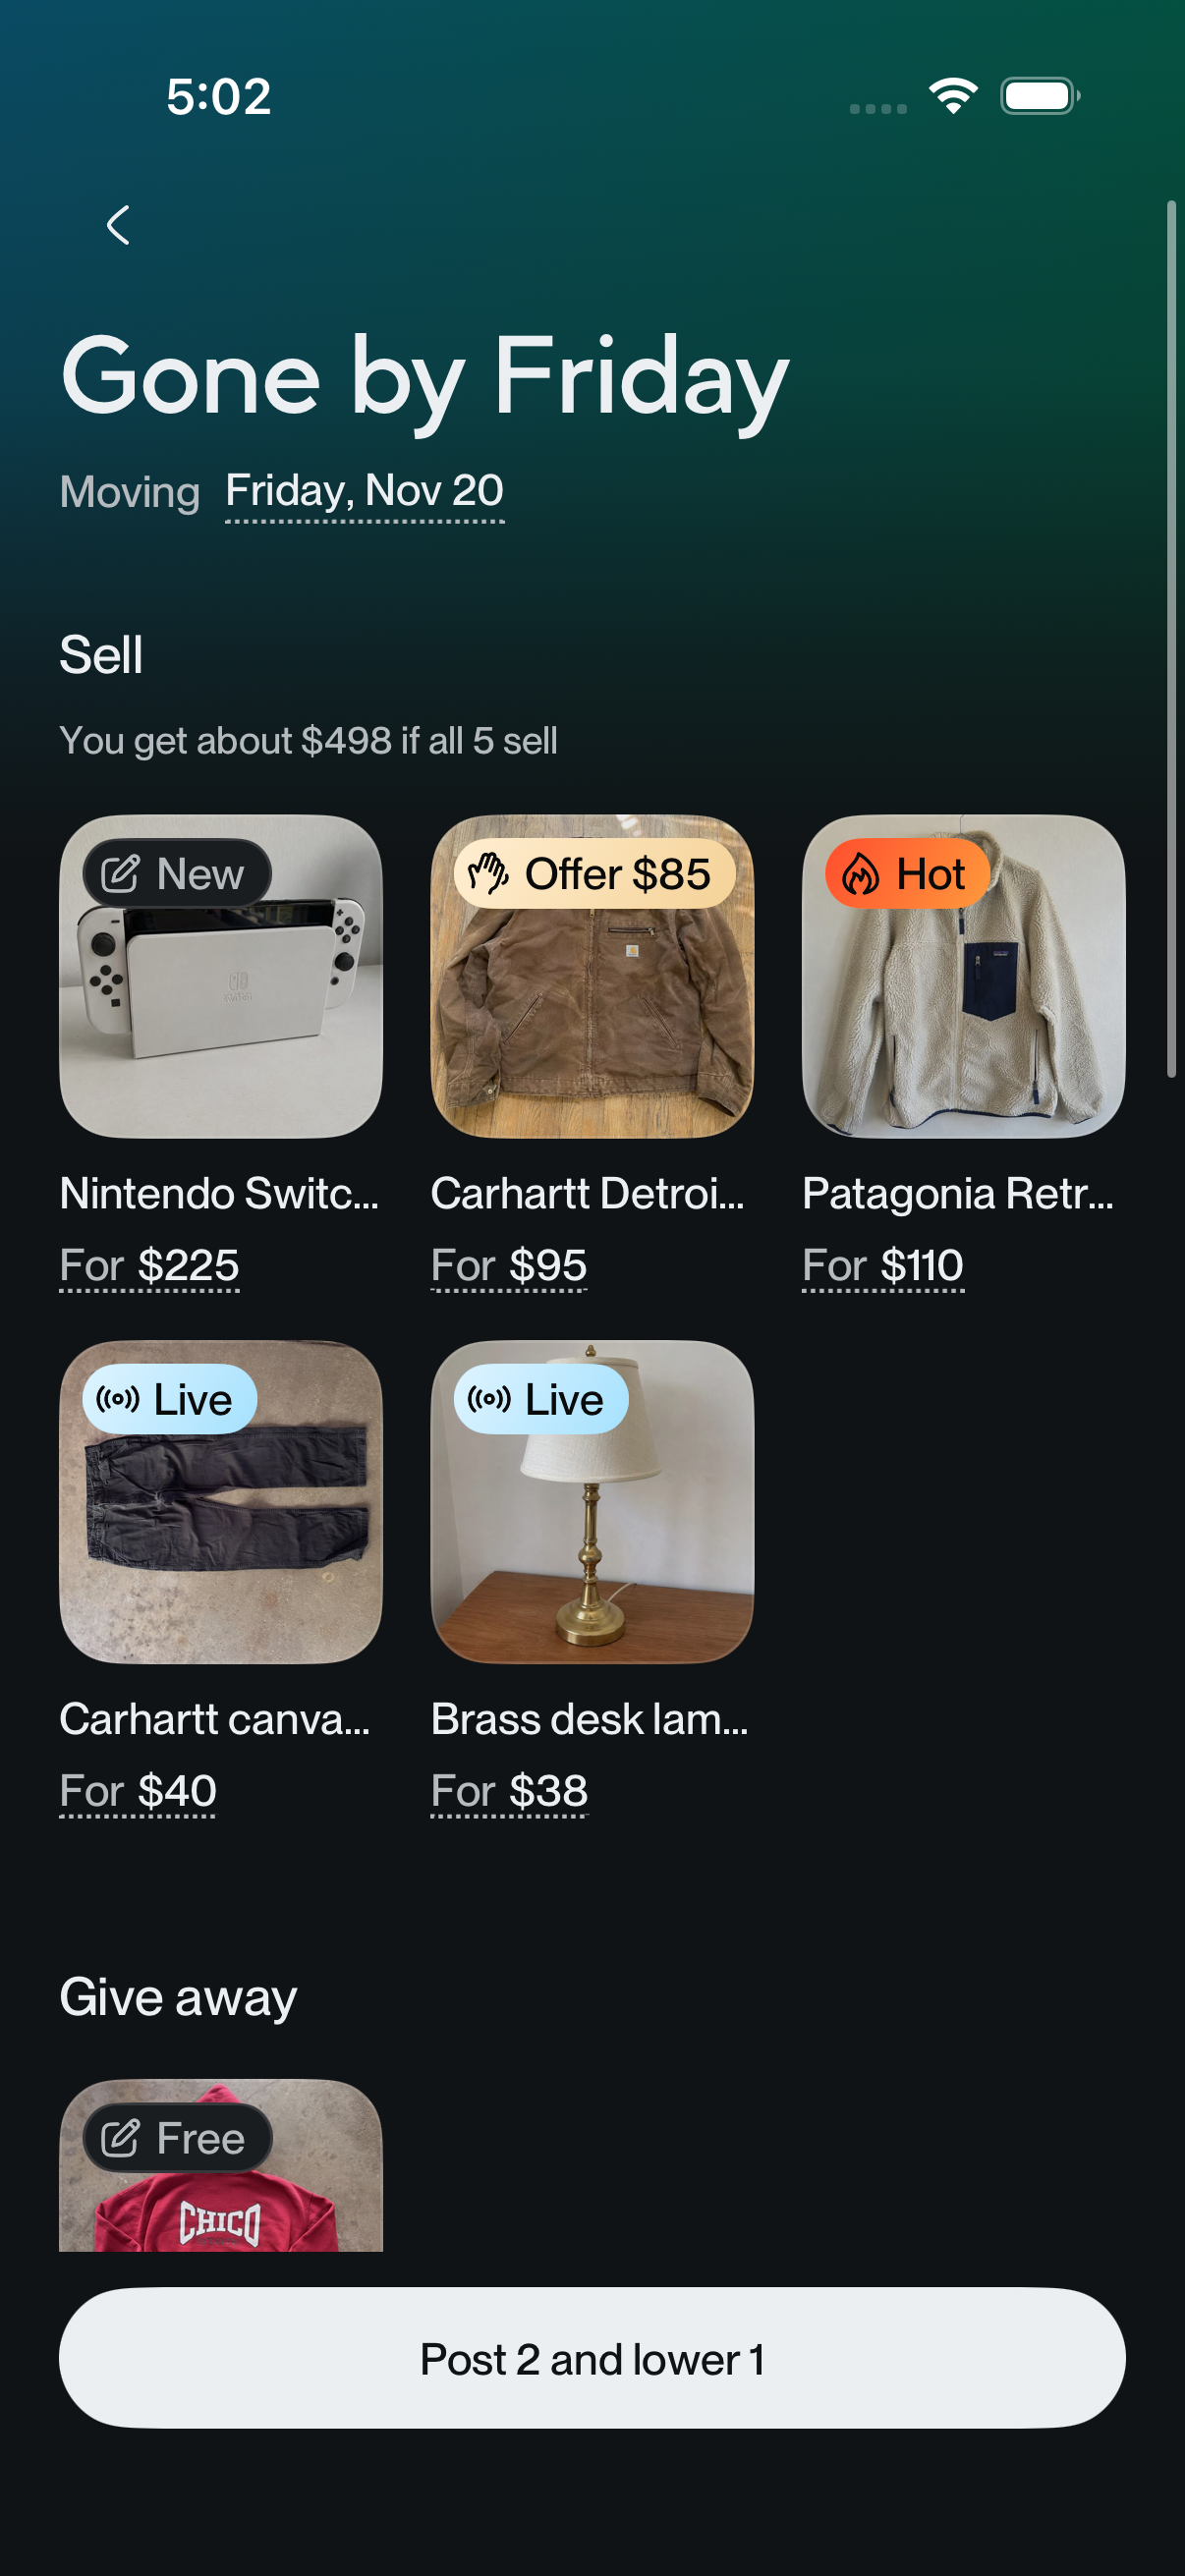 5:02
Gone by Friday
Moving Friday, Nov 20
Sell
You get about $498 if all 5 sell
New
Offer $85
Hot
Nintendo Switc...
Carhartt Detroi...
Patagonia Retr...
For $225
For $95
For $110
Live
Live
Carhartt canva...
Brass desk lam...
For $40
For $38
Give away
Free
CHICO
Post 2 and lower 1